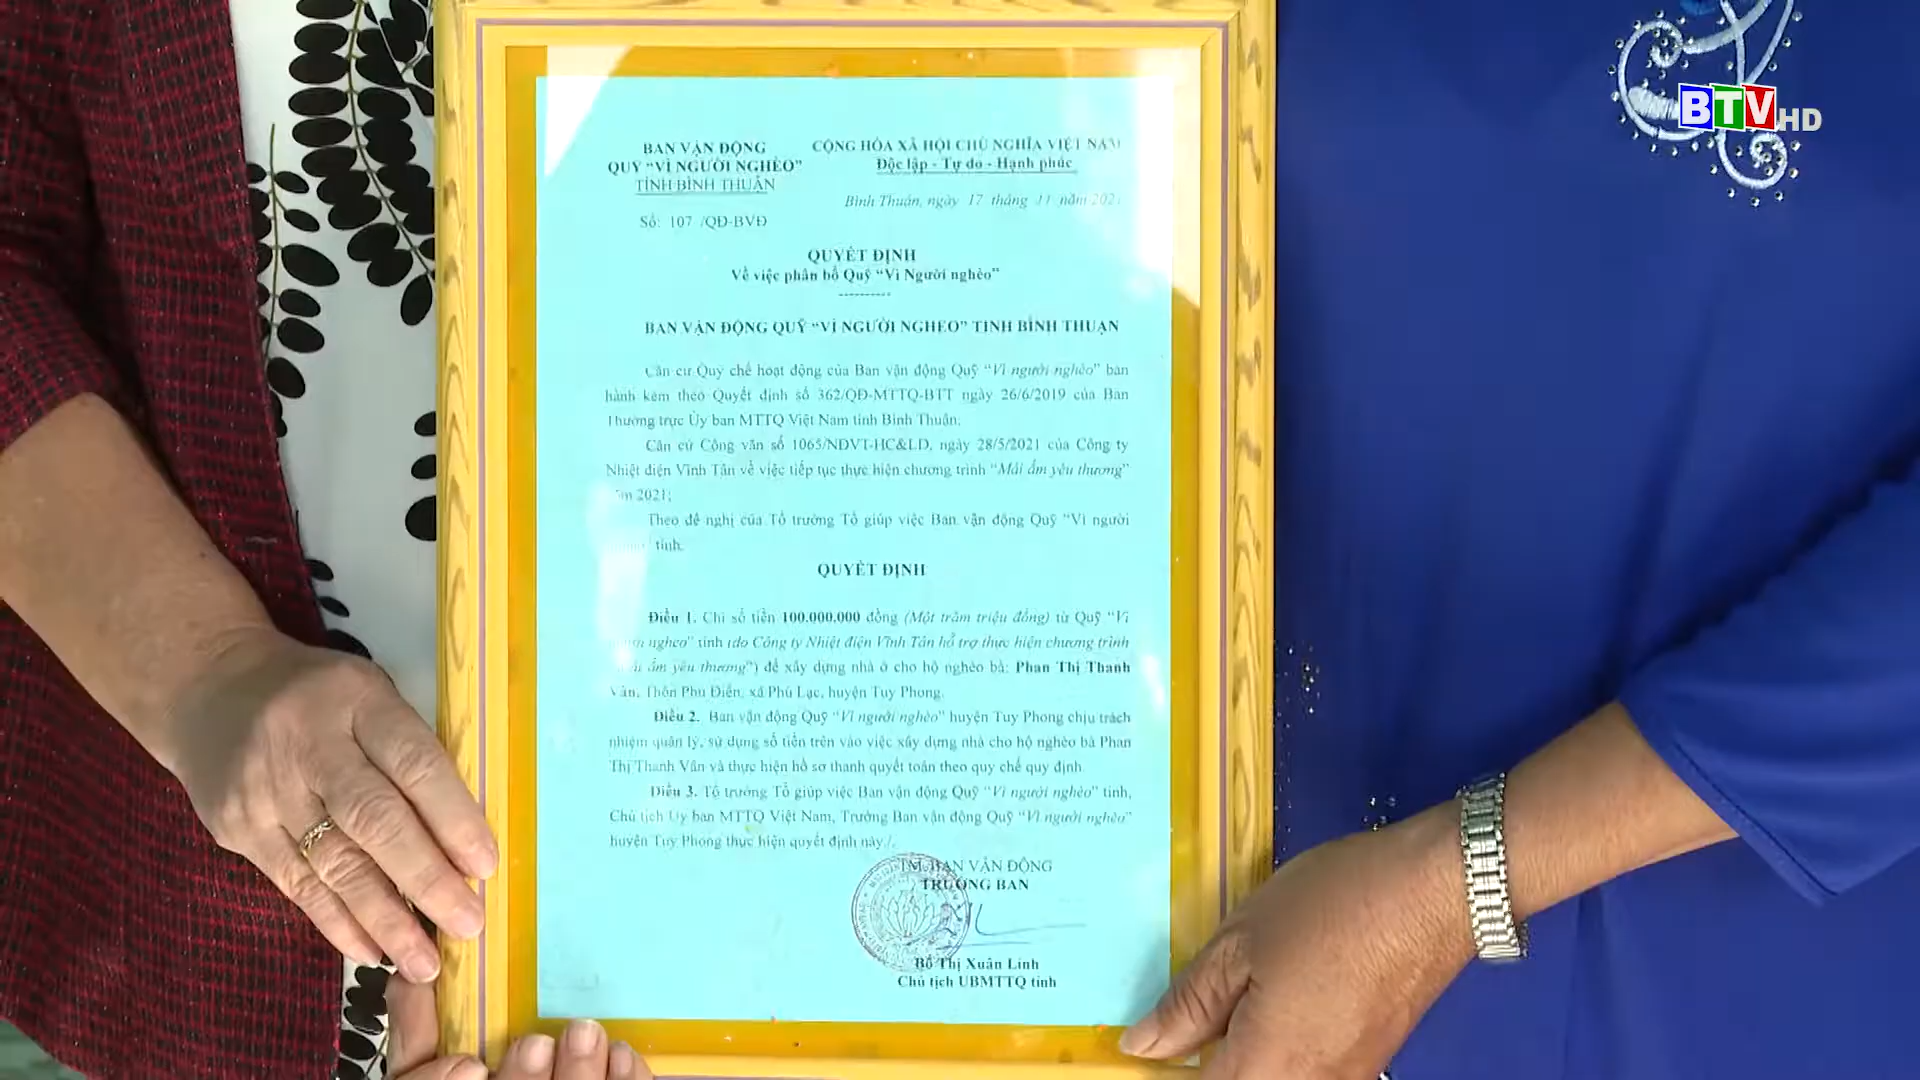 BTV HD
BAN VẬN ĐỘNG
QUỸ “VÌ NGƯỜI NGHÈO”
TỈNH BÌNH THUẬN
Số: 107 /QĐ-BVĐ
CỘNG HÒA XÃ HỘI CHỦ NGHĨA VIỆT NAM
Độc lập - Tự do - Hạnh phúc
Bình Thuận, ngày 17 tháng 11 năm
QUYẾT ĐỊNH
Về việc phân bổ Quỹ “Vì Người nghèo”
BAN VẬN ĐỘNG QUỸ “VÌ NGƯỜI NGHÈO” TỈNH BÌNH THUẬN
Căn cứ Quy chế hoạt động của Ban vận động Quỹ “Vì người nghèo” ban
hành kèm theo Quyết định số 362/QĐ-MTTQ-BTT ngày 26/6/2019 của Ban
Thường trực Ủy ban MTTQ Việt Nam tỉnh Bình Thuận;
Căn cứ Công văn số 1065/NĐVT-HC&LĐ, ngày 28/5/2021 của Công ty
Nhiệt điện Vĩnh Tân về việc tiếp tục thực hiện chương trình “Mái ấm yêu thương”
năm 2021;
Theo đề nghị của Tổ trưởng Tổ giúp việc Ban vận động Quỹ “Vì người
tỉnh,
QUYẾT ĐỊNH
Điều 1. Chi số tiền 100.000.000 đồng (Một trăm triệu đồng) từ Quỹ “Vì
người nghèo” tỉnh (do Công ty Nhiệt điện Vĩnh Tân hỗ trợ thực hiện chương trình
ấm yêu thương”) để xây dựng nhà ở cho hộ nghèo bà: Phan Thị Thanh
Vân, Thôn Phú Điền, xã Phú Lạc, huyện Tuy Phong.
Điều 2. Ban vận động Quỹ “Vì người nghèo” huyện Tuy Phong chịu trách
nhiệm quản lý, sử dụng số tiền trên vào việc xây dựng nhà cho hộ nghèo bà Phan
Thị Thanh Vân và thực hiện hồ sơ thanh quyết toán theo quy chế quy định.
Điều 3. Tổ trưởng Tổ giúp việc Ban vận động Quỹ “Vì người nghèo” tỉnh,
Chủ tịch Ủy ban MTTQ Việt Nam, Trưởng Ban vận động Quỹ “Vì người nghèo”
huyện Tuy Phong thực hiện quyết định này./.
TM. BAN VẬN ĐỘNG
TRƯỞNG BAN
Bố Thị Xuân Linh
Chủ tịch UBMTTQ tỉnh